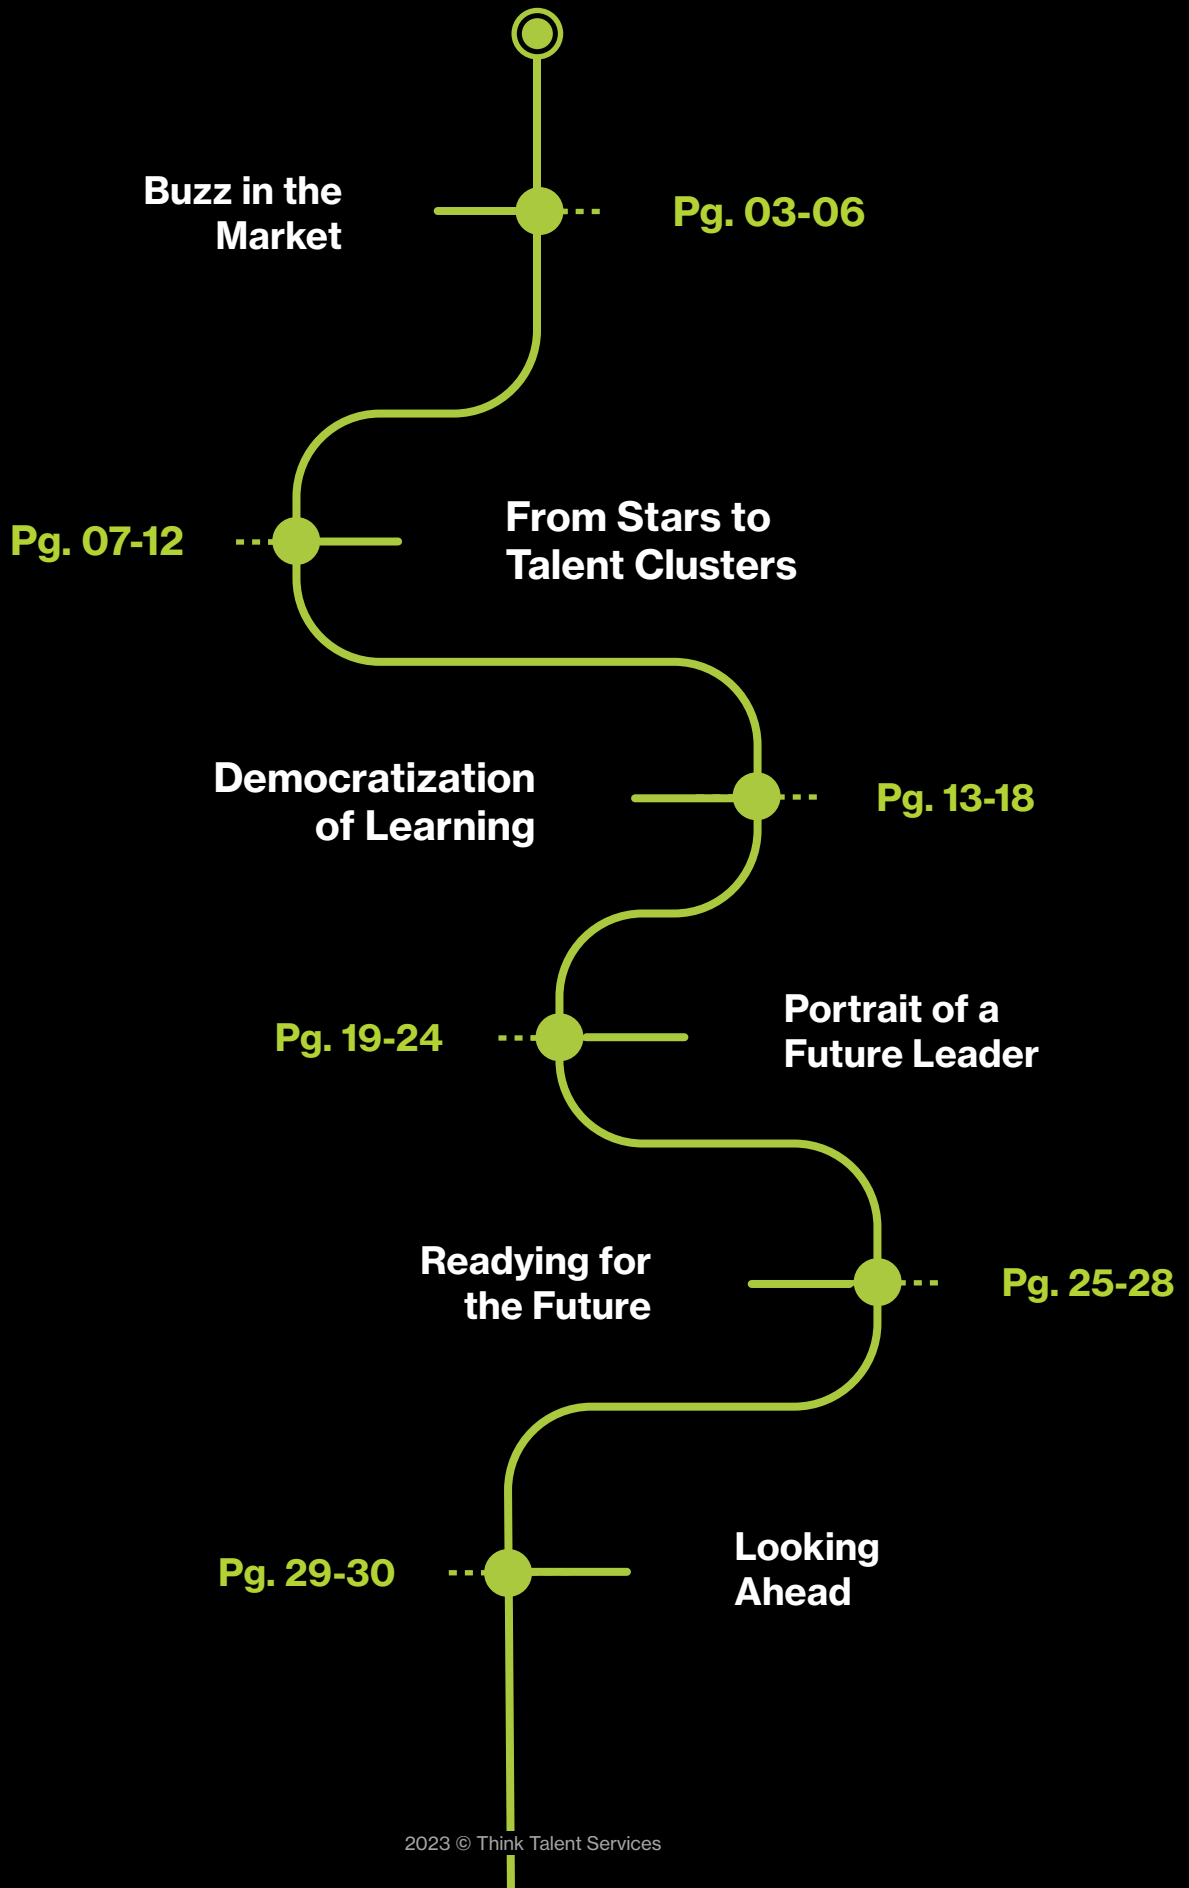 Buzz in the
Market
Pg. 03-06
Pg. 07-12
From Stars to
Talent Clusters
Democratization
of Learning
Pg. 13-18
Pg. 19-24
Portrait of a
Future Leader
Readying for
the Future
Pg. 25-28
Pg. 29-30
Looking
Ahead
2023 © Think Talent Services